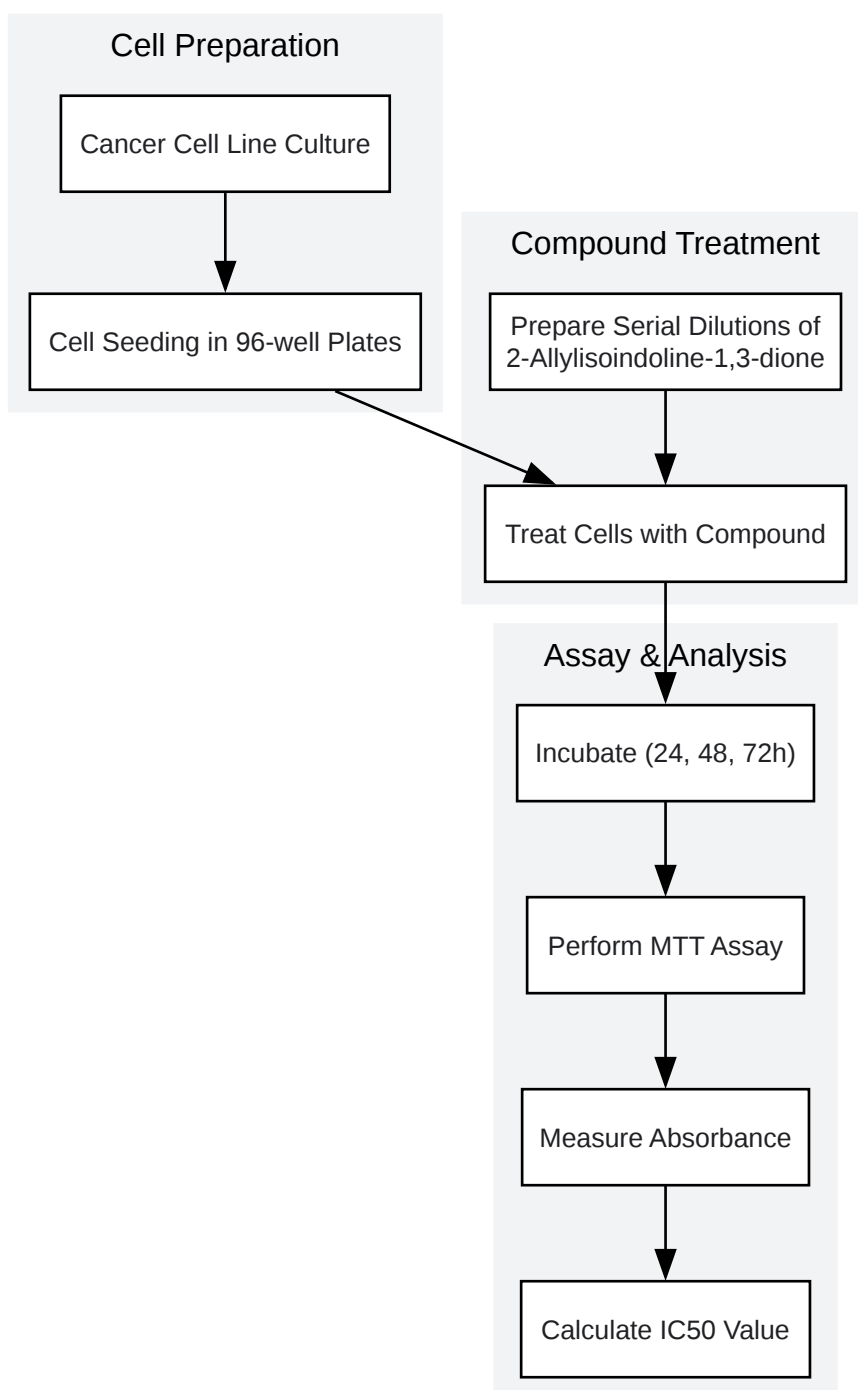 Cell Preparation
Cancer Cell Line Culture
Cell Seeding in 96-well Plates
Compound Treatment
Prepare Serial Dilutions of
2-Allylisoindoline-1,3-dione
Treat Cells with Compound
Assay & Analysis
Incubate (24, 48, 72h)
Perform MTT Assay
Measure Absorbance
Calculate IC50 Value